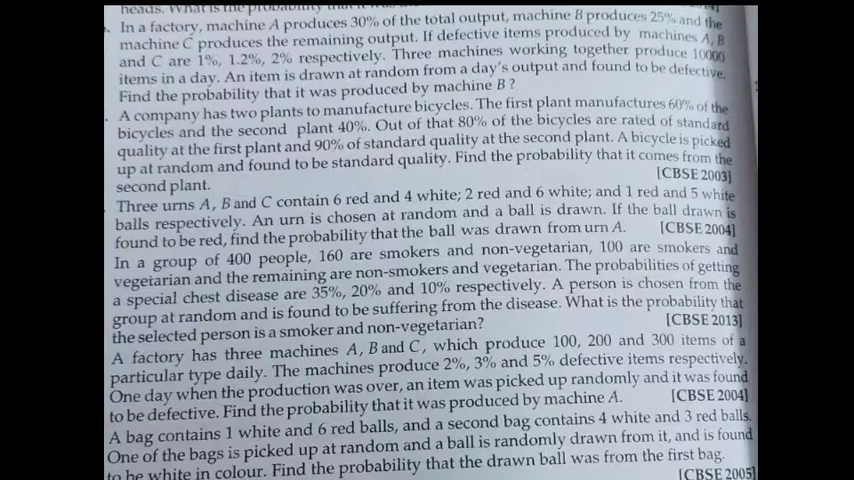 heads. What is the probability that it was
In a factory, machine A produces 30% of the total output, machine B produces 25% and the
machine C produces the remaining output. If defective items produced by machines A, B
and C are 1%, 1.2%, 2% respectively. Three machines working together produce 10000
items in a day. An item is drawn at random from a day's output and found to be defective.
Find the probability that it was produced by machine B ?
A company has two plants to manufacture bicycles. The first plant manufactures 60% of the
bicycles and the second plant 40%. Out of that 80% of the bicycles are rated of standard
quality at the first plant and 90% of standard quality at the second plant. A bicycle is picked
up at random and found to be standard quality. Find the probability that it comes from the
second plant. [CBSE 2003]
Three urns A, B and C contain 6 red and 4 white; 2 red and 6 white; and 1 red and 5 white
balls respectively. An urn is chosen at random and a ball is drawn. If the ball drawn is
found to be red, find the probability that the ball was drawn from urn A. [CBSE 2004]
In a group of 400 people, 160 are smokers and non-vegetarian, 100 are smokers and
vegetarian and the remaining are non-smokers and vegetarian. The probabilities of getting
a special chest disease are 35%, 20% and 10% respectively. A person is chosen from the
group at random and is found to be suffering from the disease. What is the probability that
the selected person is a smoker and non-vegetarian? [CBSE 2013]
A factory has three machines A, B and C, which produce 100, 200 and 300 items of a
particular type daily. The machines produce 2%, 3% and 5% defective items respectively.
One day when the production was over, an item was picked up randomly and it was found
to be defective. Find the probability that it was produced by machine A. [CBSE 2004]
A bag contains 1 white and 6 red balls, and a second bag contains 4 white and 3 red balls.
One of the bags is picked up at random and a ball is randomly drawn from it, and is found
to be white in colour. Find the probability that the drawn ball was from the first bag.
[CBSE 2005]